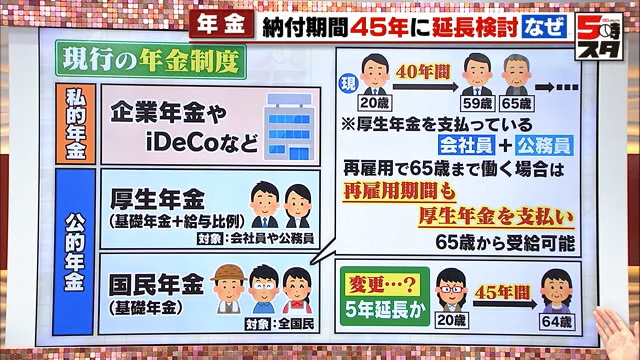 年金 納付期間45年に延長検討 なぜ
5時スタ
現行の年金制度
私的年金
企業年金や
iDeCoなど
公的年金
厚生年金
(基礎年金+給与比例)
対象:会社員や公務員
国民年金
(基礎年金)
対象:全国民
現
40年間
20歳
59歳
65歳
※厚生年金を支払っている
会社員+公務員
再雇用で65歳まで働く場合は
再雇用期間も
厚生年金を支払い
65歳から受給可能
変更…?
5年延長か
45年間
20歳
64歳